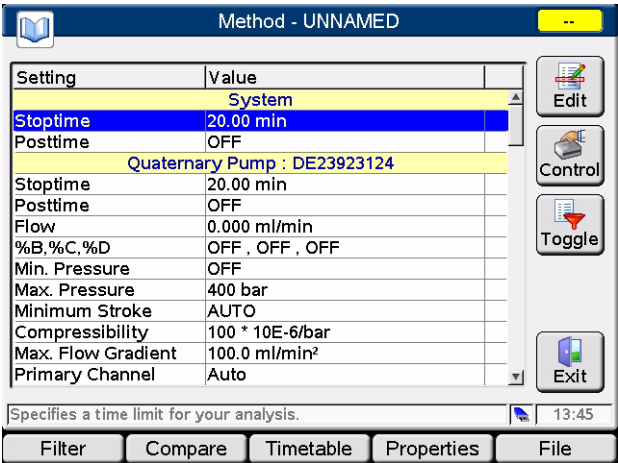 Method - UNNAMED
--
Setting Value
System
Stoptime 20.00 min
Posttime OFF
Quaternary Pump : DE23923124
Stoptime 20.00 min
Posttime OFF
Flow 0.000 ml/min
%B,%C,%D OFF , OFF , OFF
Min. Pressure OFF
Max. Pressure 400 bar
Minimum Stroke AUTO
Compressibility 100 * 10E-6/bar
Max. Flow Gradient 100.0 ml/min²
Primary Channel Auto
Edit
Control
Toggle
Exit
Specifies a time limit for your analysis. 13:45
Filter Compare Timetable Properties File